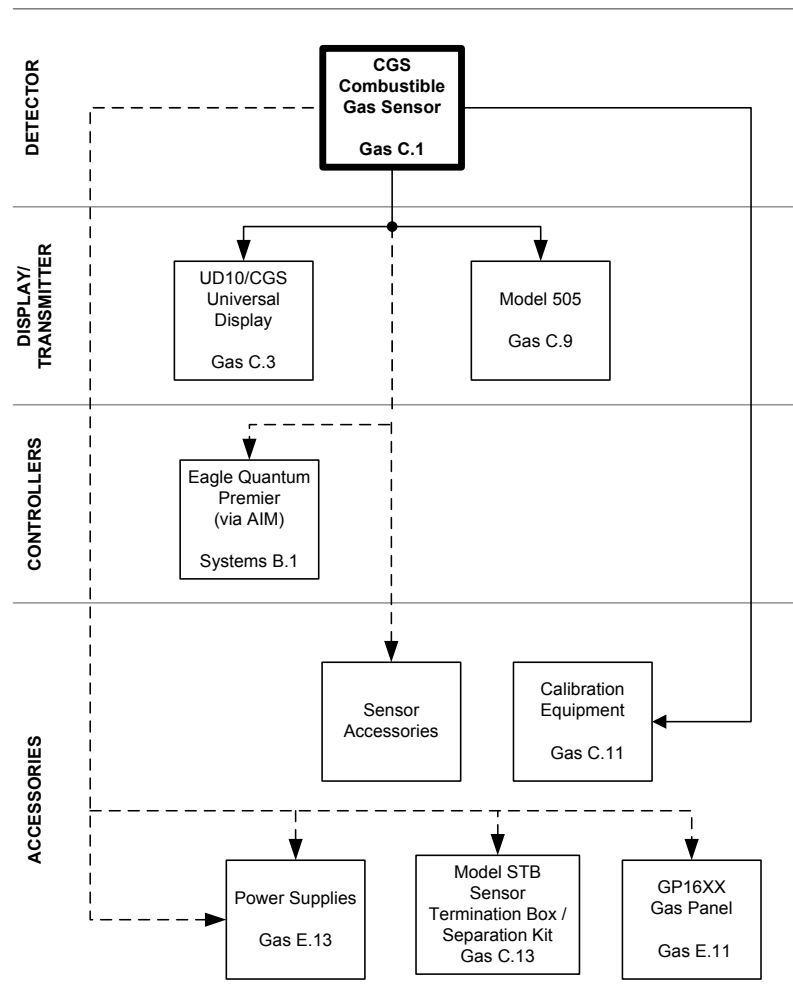 DETECTOR
CGS
Combustible
Gas Sensor
Gas C.1
DISPLAY/
TRANSMITTER
UD10/CGS
Universal
Display
Gas C.3
Model 505
Gas C.9
CONTROLLERS
Eagle Quantum
Premier
(via AIM)
Systems B.1
ACCESSORIES
Sensor
Accessories
Calibration
Equipment
Gas C.11
Power Supplies
Gas E.13
Model STB
Sensor
Termination Box /
Separation Kit
Gas C.13
GP16XX
Gas Panel
Gas E.11